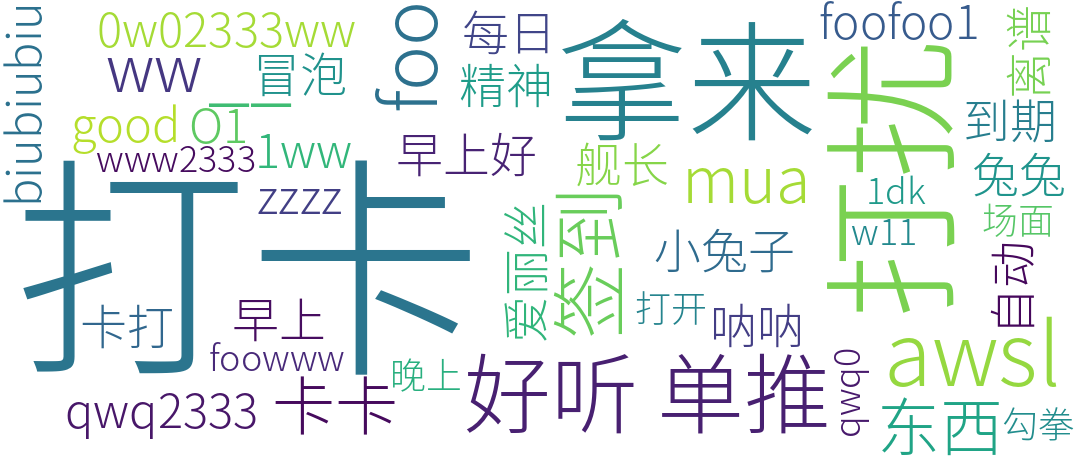 biubiubiu
0w02333ww
ww
冒泡
good
O1__
www2333
1ww
zzzz
foo
每日
精神
早上好
拿来
foofoo1
离谱
到期
打扰
舰长
mua
1dk
w11
兔兔
场面
打卡
爱丽丝
签到
小兔子
自动
卡打
早上
打开
呐呐
foowww
晚上
qwq2333
卡卡
好听
单推
qwq0
awsl
东西
勾拳